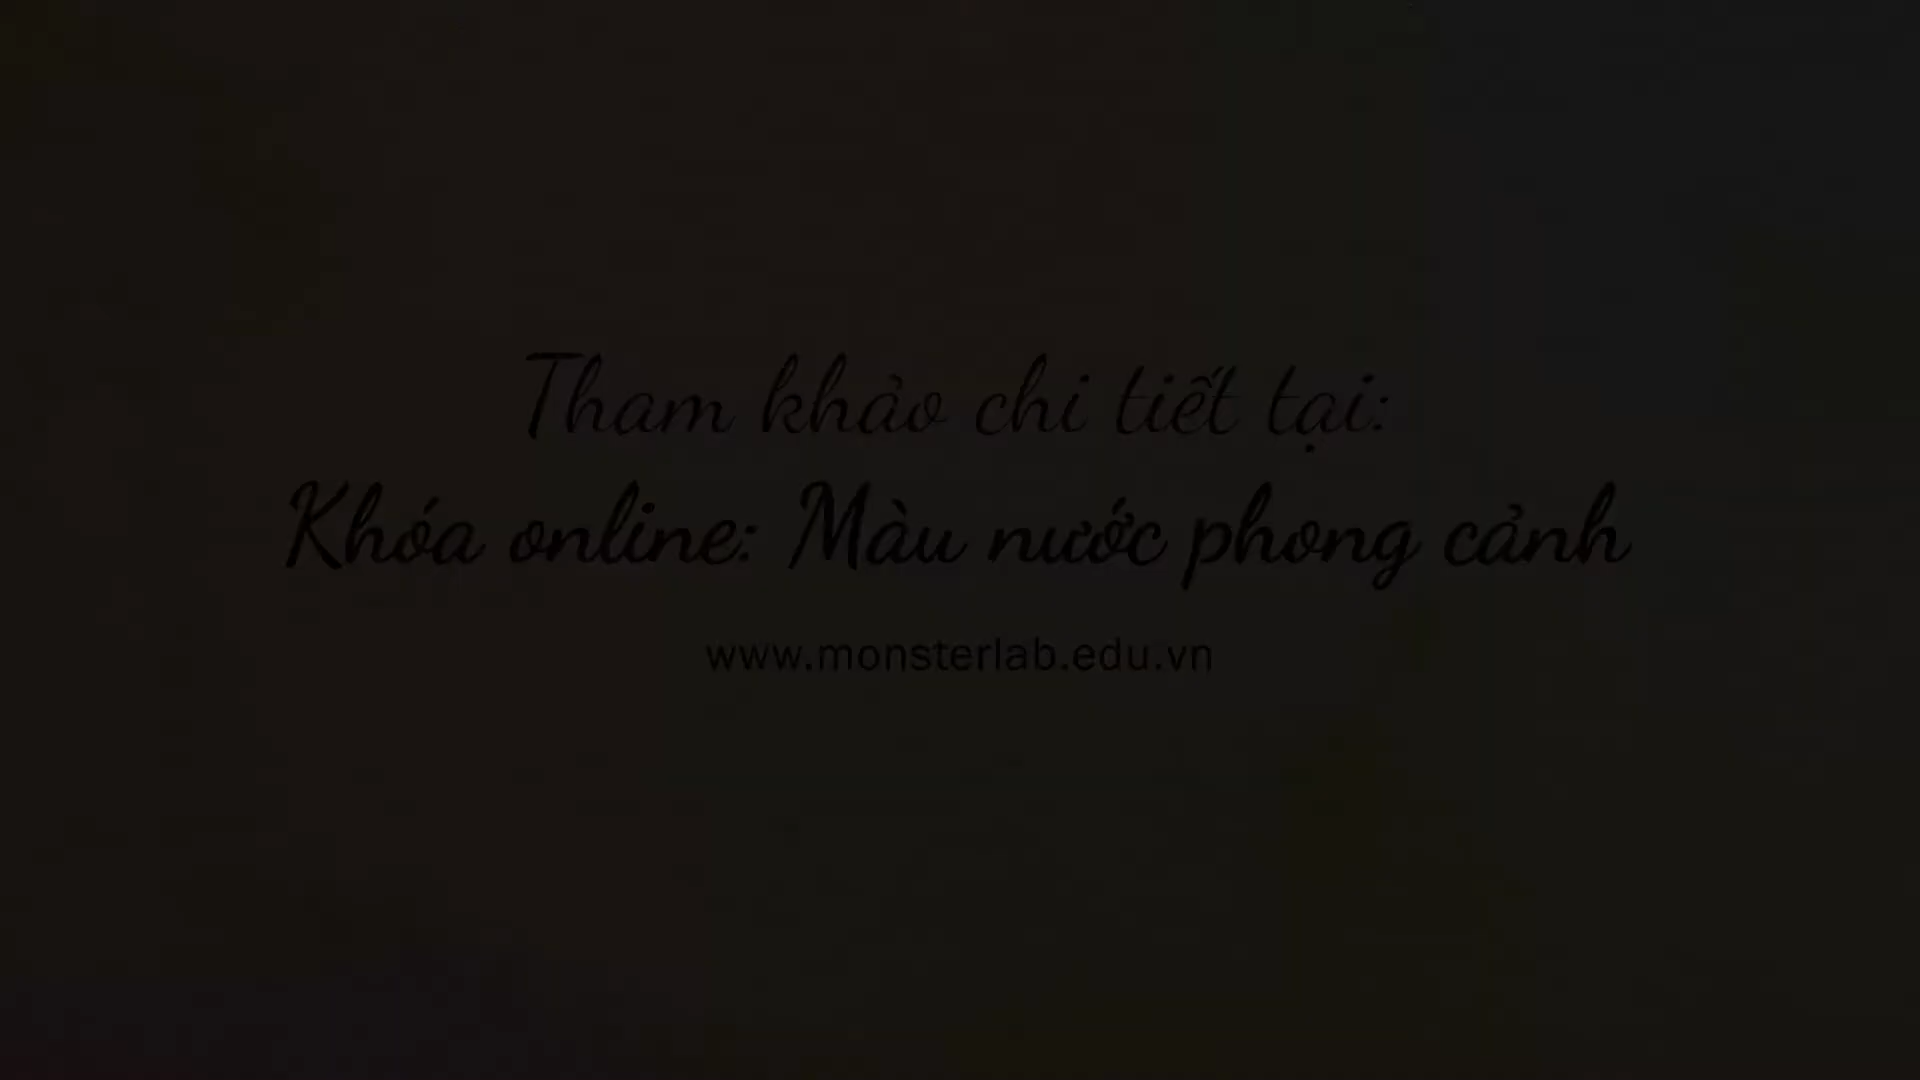 Tham khảo chi tiết tại:
Khóa online: Màu nước phong cảnh
www.monsterlab.edu.vn